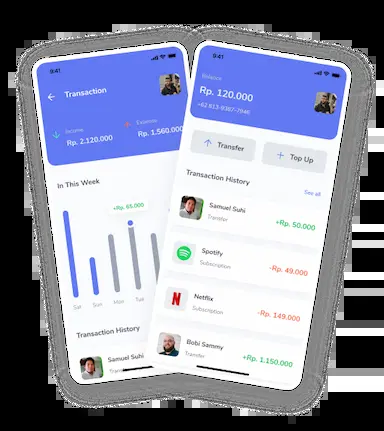 9:41
Transaction
Income
Rp. 2,120.000
Expense
Rp. 1,560.000
In This Week
+Rp. 65.000
Sat
Sun
Mon
Tue
Transaction History
Samuel Suhi
Transfer
9:41
Balance
Rp. 120.000
+62 813-9387-7946
Transfer
Top Up
Transaction History
See all
Samuel Suhi
Transfer
+Rp. 50.000
Spotify
Subscription
-Rp. 49.000
Netflix
Subscription
-Rp. 149.000
Bobi Sammy
Transfer
+Rp. 1.150.000